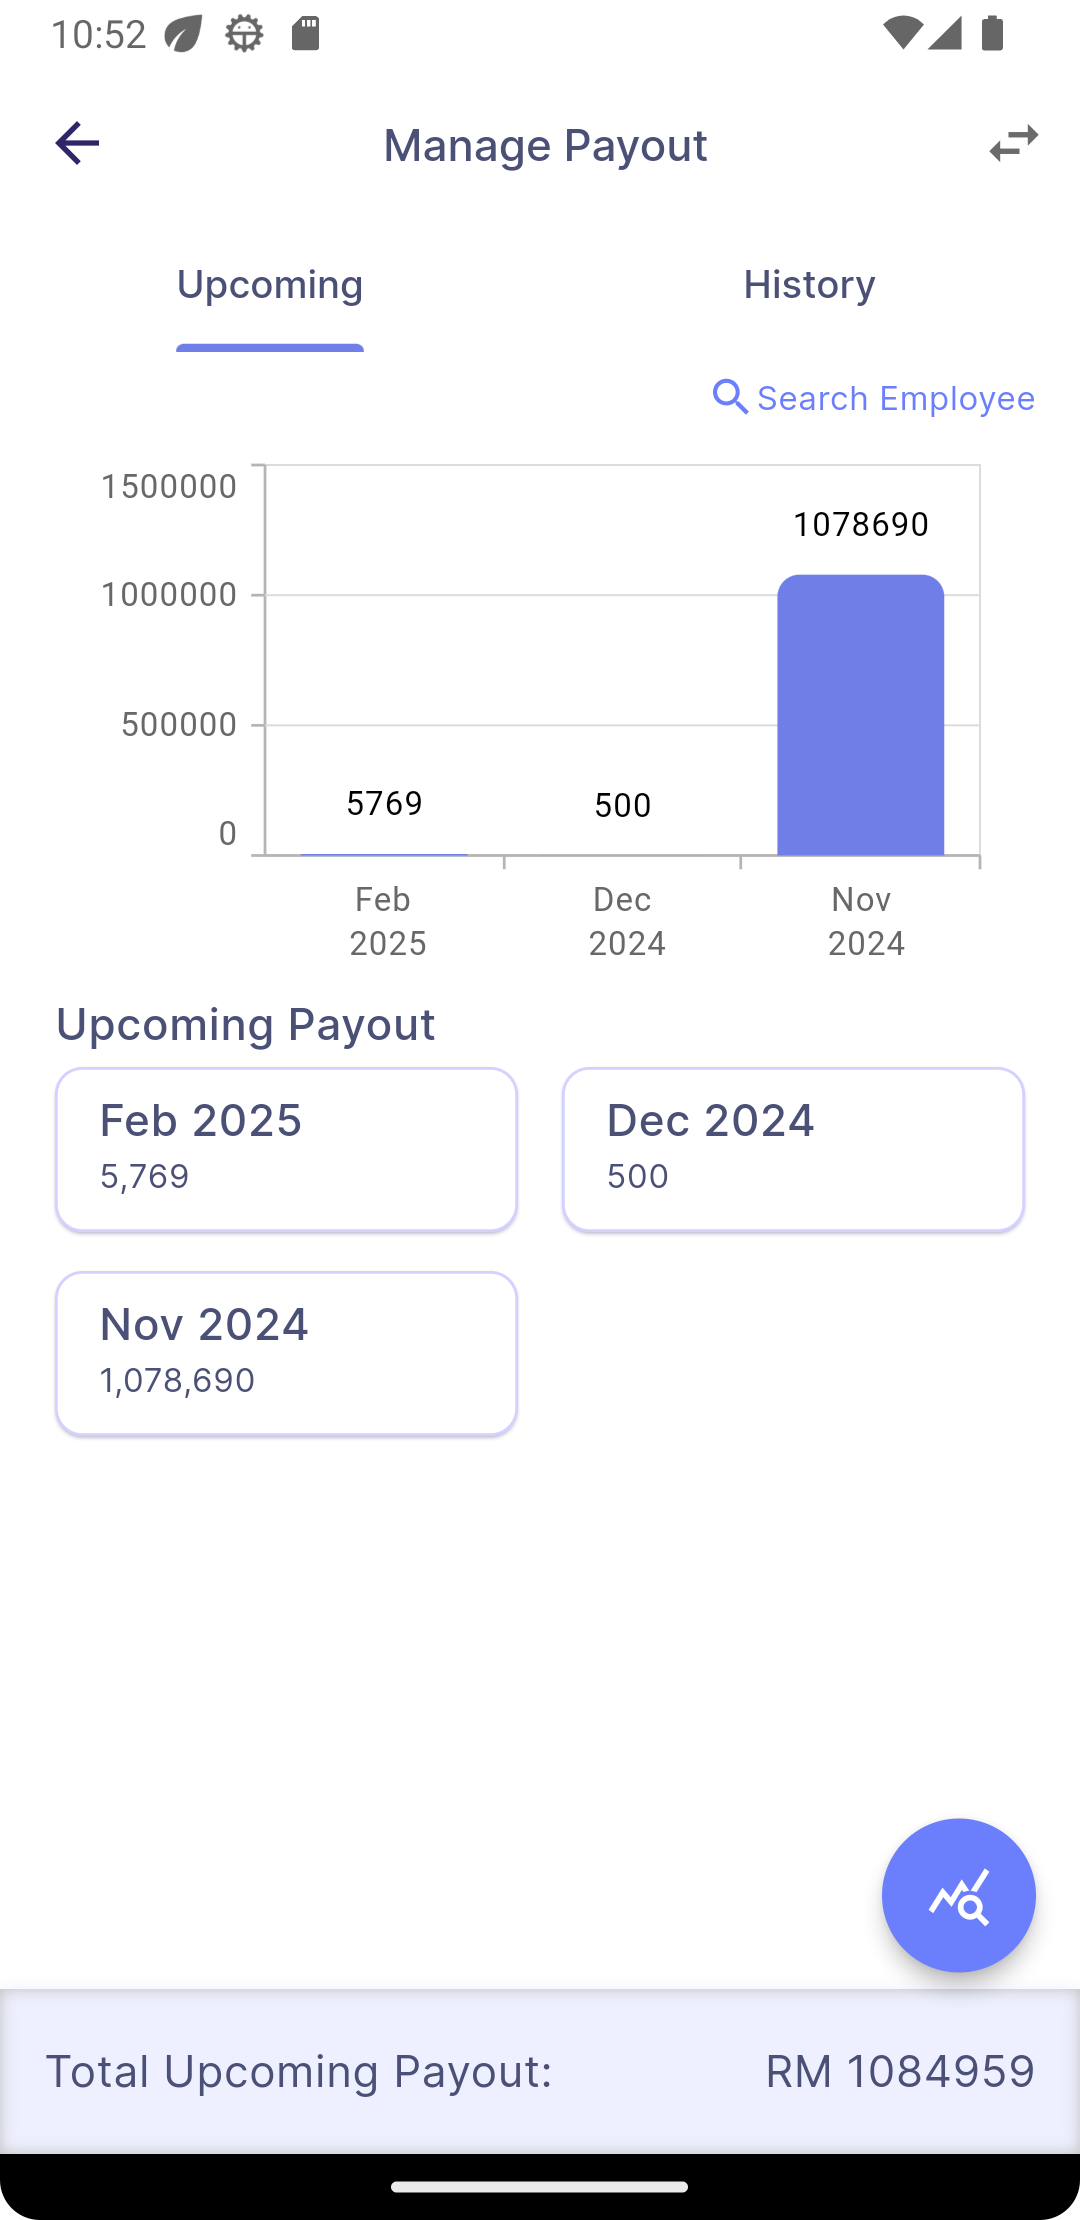 10:52
Manage Payout
Upcoming
History
Search Employee
1500000
1000000
500000
0
1078690
5769
500
Feb
2025
Dec
2024
Nov
2024
Upcoming Payout
Feb 2025
5,769
Dec 2024
500
Nov 2024
1,078,690
Total Upcoming Payout: RM 1084959